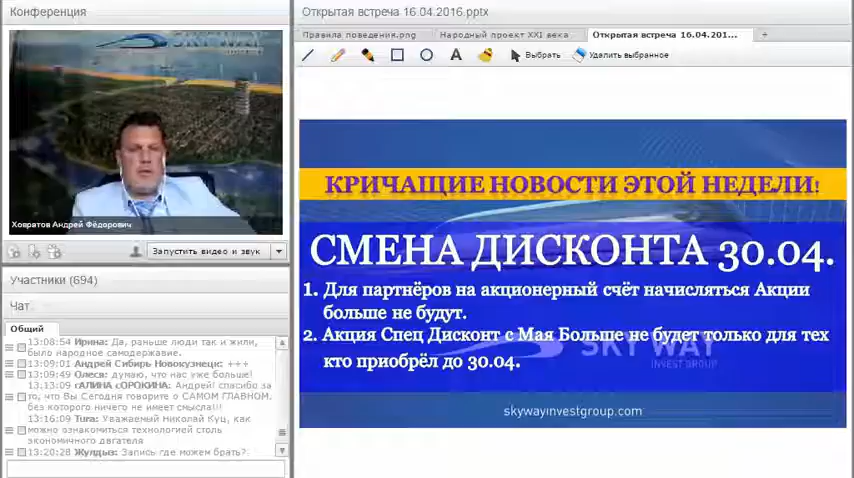 Конференция
Открытая встреча 16.04.2016.pptx
Правила поведения.png
Народный проект XXI века
Открытая встреча 16.04.201...
+
A
Выбрать
Удалить выбранное
SKY WAY
Ховратов Андрей Фёдорович
Запустить видео и звук
Участники (694)
Чат
Общий
13:08:54 Ирина: Да, раньше люди так и жили,
было народное самодержавие.
13:09:01 Андрей Сибирь Новокузнецк: +++
13:09:49 Олеся: думаю, что нас уже больше!
13:13:09 гАЛИНА сОРОКИНА: Андрей! спасибо за
то, что Вы Сегодня говорите о САМОМ ГЛАВНОМ,
без которого ничего не имеет смысла!!!
13:16:09 Tura: Уважаемый Николай Куц, как
можно ознакомиться технологией столь
экономичного двгателя
13:20:28 Жулдыз: Запись где можем брать?
КРИЧАЩИЕ НОВОСТИ ЭТОЙ НЕДЕЛИ!
СМЕНА ДИСКОНТА 30.04.
1. Для партнёров на акционерный счёт начисляться Акции
больше не будут.
2. Акция Спец Дисконт с Мая Больше не будет только для тех
кто приобрёл до 30.04.
SKY WAY
INVEST GROUP
skywayinvestgroup.com